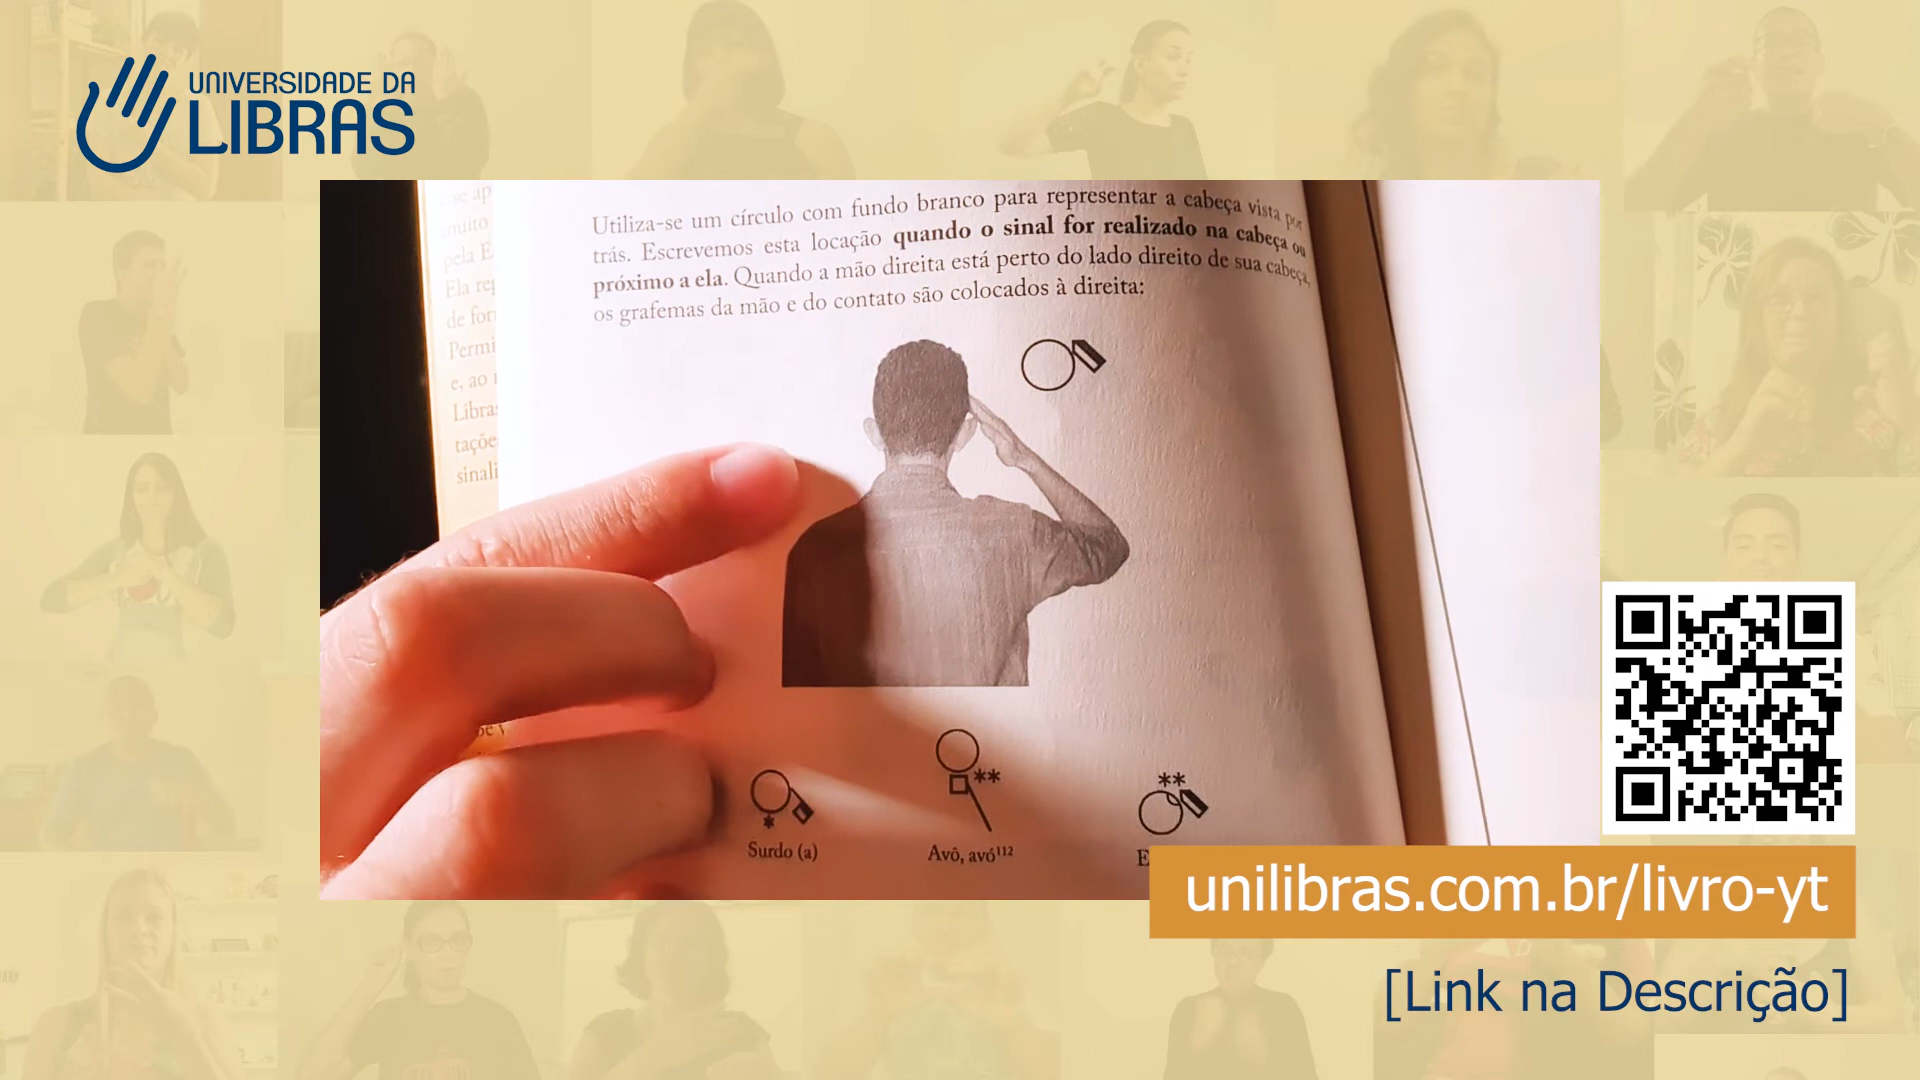 UNIVERSIDADE DA
LIBRAS
Utiliza-se um círculo com fundo branco para representar a cabeça vista por
trás. Escrevemos esta locação quando o sinal for realizado na cabeça ou
próximo a ela. Quando a mão direita está perto do lado direito de sua cabeça,
os grafemas da mão e do contato são colocados à direita:
e, ao
Libras
sinali
**
**
*
Surdo (a)
Avô, avó¹¹²
E
unilibras.com.br/livro-yt
[Link na Descrição]